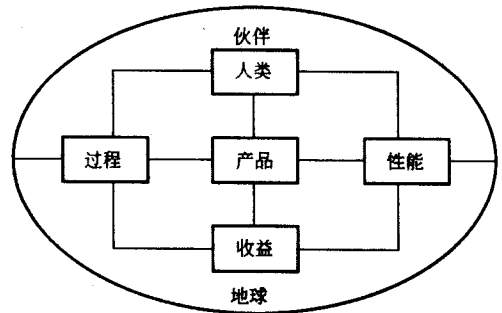 伙伴
人类
过程 产品 性能
收益
地球